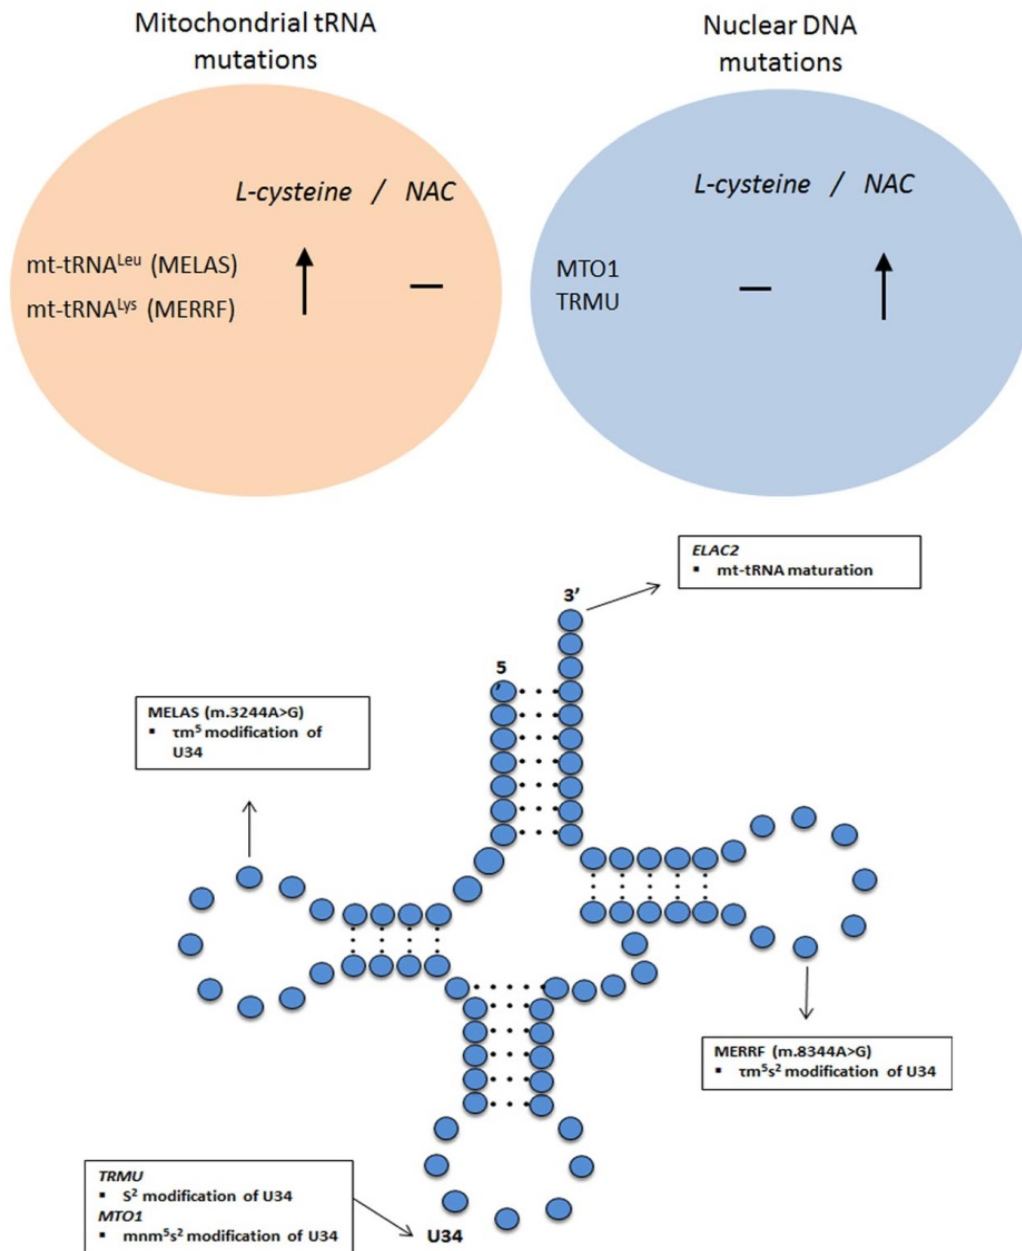 Mitochondrial tRNA
mutations
Nuclear DNA
mutations
L-cysteine / NAC
mt-tRNALeu (MELAS)
mt-tRNALys (MERRF)
—
L-cysteine / NAC
MTO1
TRMU
—
ELAC2
▪ mt-tRNA maturation
3’
5
’
MELAS (m.3244A>G)
▪ τm⁵ modification of
U34
MERRF (m.8344A>G)
▪ τm⁵s² modification of U34
TRMU
▪ S² modification of U34
MTO1
▪ mnm⁵s² modification of U34
U34